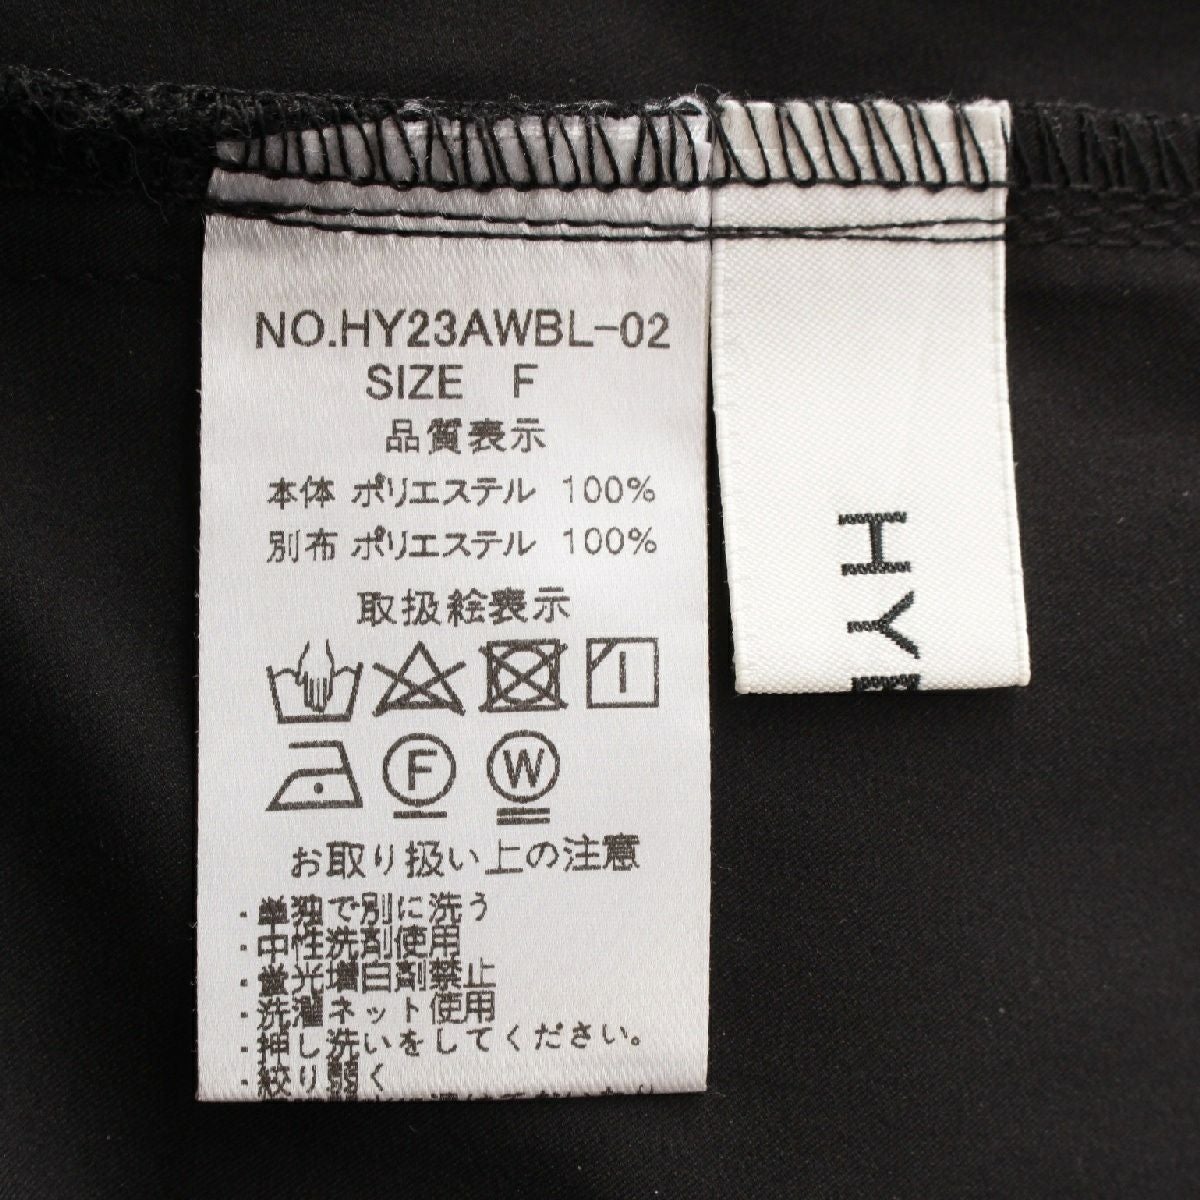 NO.HY23AWBL-02
SIZE F
品質表示
本体 ポリエステル 100%
別布 ポリエステル 100%
取扱絵表示
F W
お取り扱い上の注意
・単独で別に洗う
・中性洗剤使用
・蛍光増白剤禁止
・洗濯ネット使用
・押し洗いをしてください。
・絞り弱く
HY